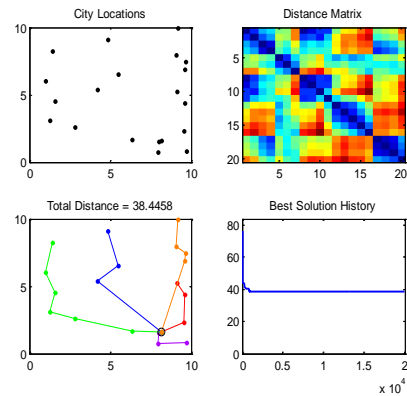 City Locations
10
5
0
0 5 10
Distance Matrix
5
10
15
20
5 10 15 20
Total Distance = 38.4458
10
5
0
0 5 10
Best Solution History
80
60
40
20
0
0 0.5 1 1.5 2
x 10^4